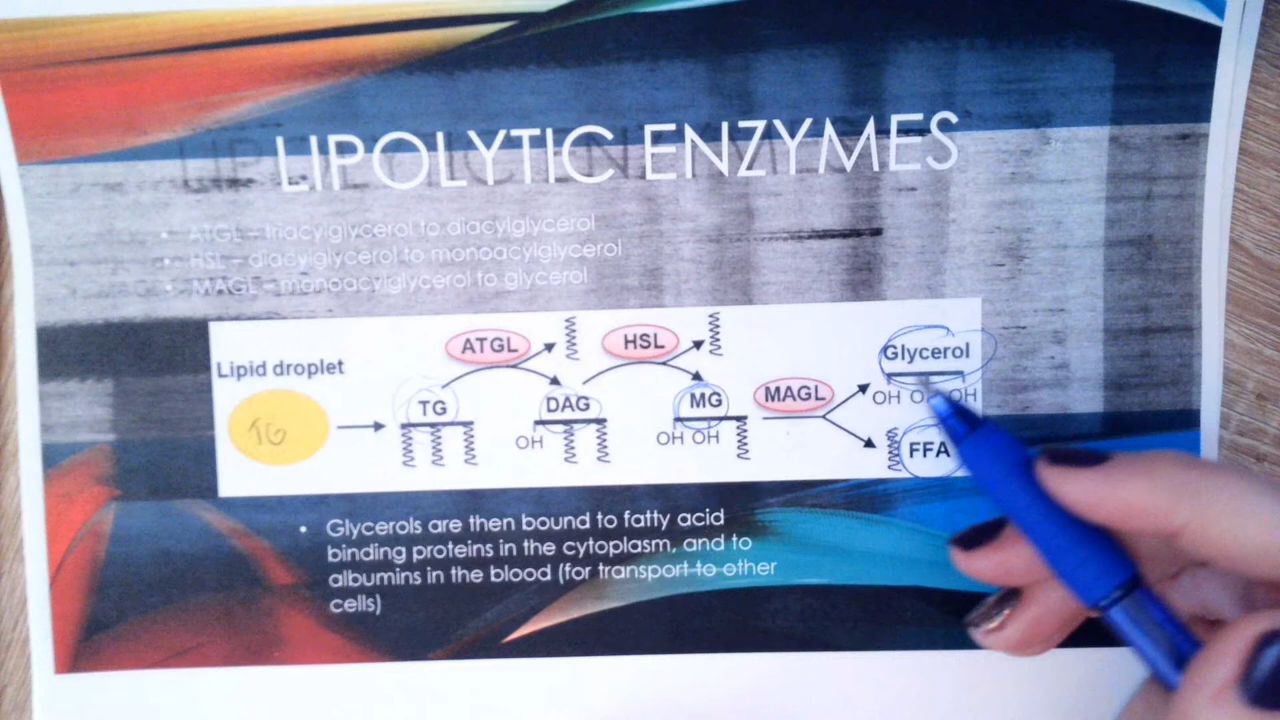 LIPOLYTIC ENZYMES
• ATGL – triacylglycerol to diacylglycerol
• HSL – diacylglycerol to monoacylglycerol
• MAGL – monoacylglycerol to glycerol
Lipid droplet
TG
ATGL
HSL
TG
DAG
OH
MG
OH OH
MAGL
Glycerol
OH OH OH
FFA
• Glycerols are then bound to fatty acid
binding proteins in the cytoplasm, and to
albumins in the blood (for transport to other
cells)